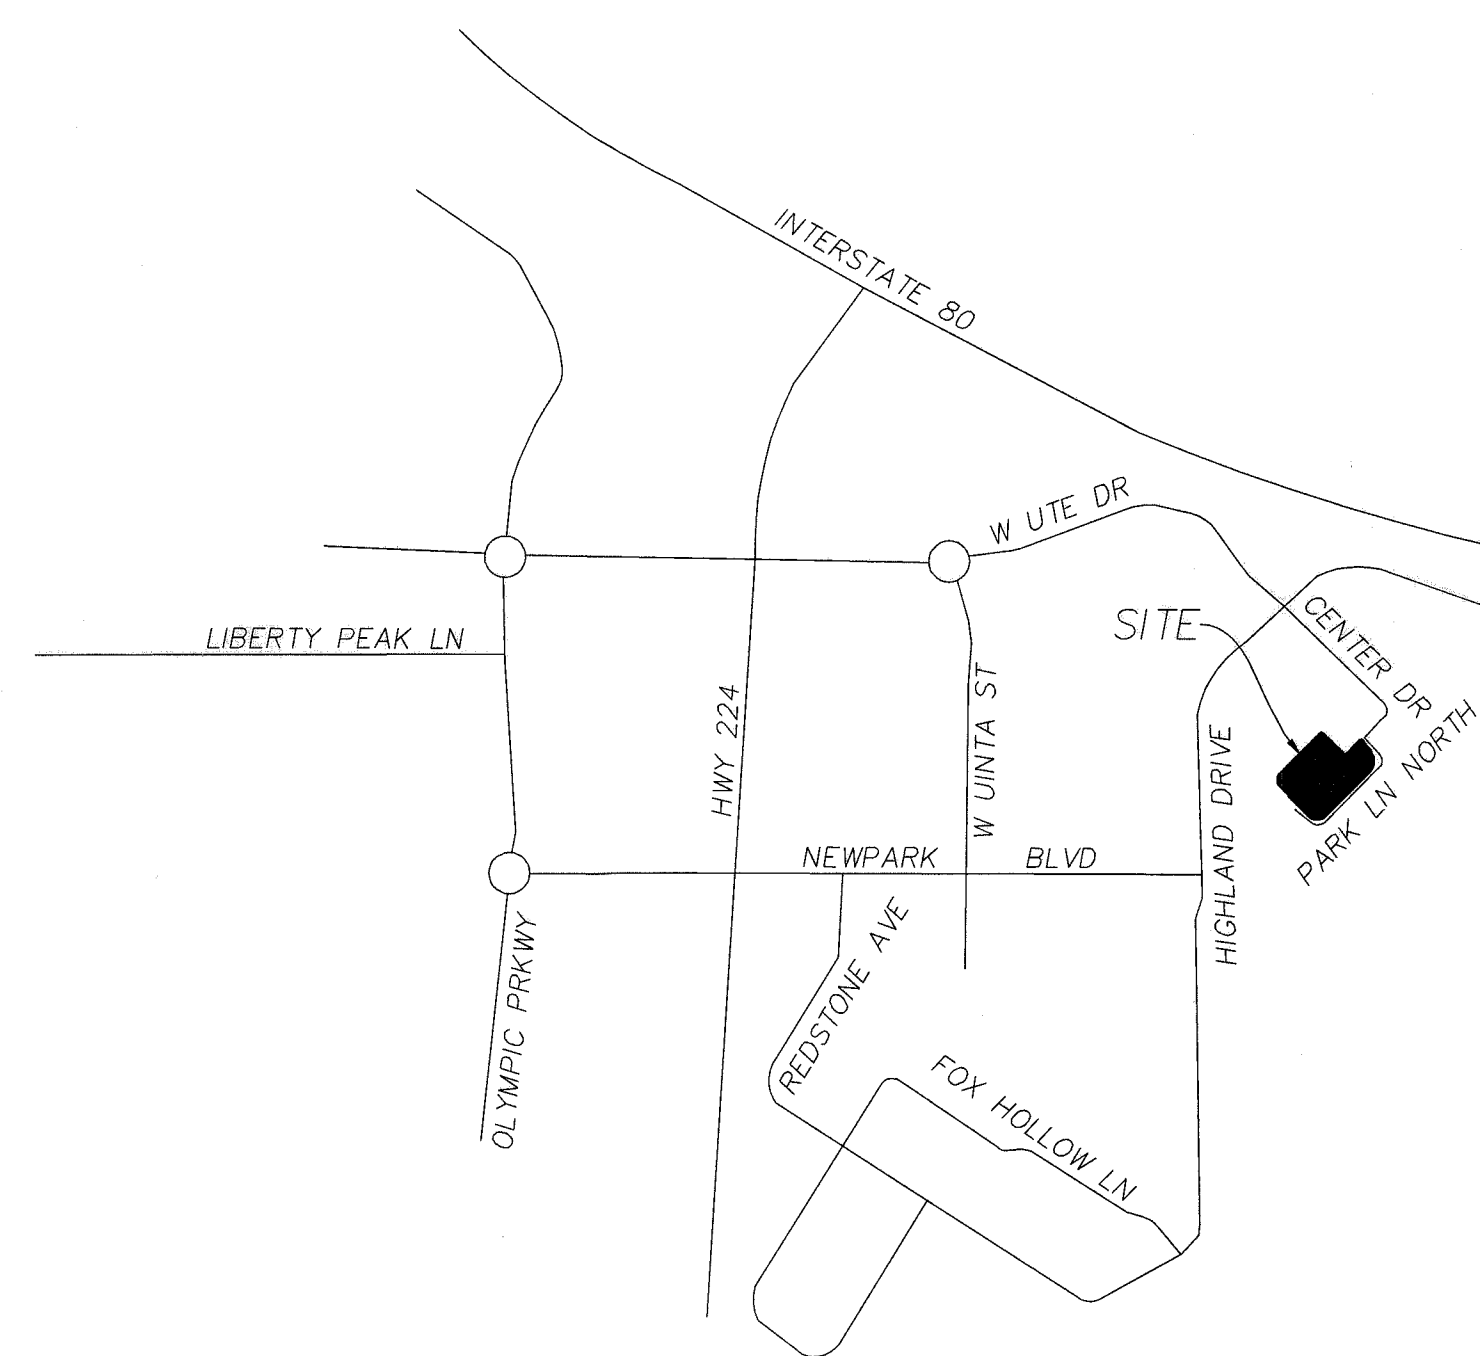 INTERSTATE 80
W UTE DR
SITE
CENTER DR
LIBERTY PEAK LN
HWY 224
W UINTA ST
HIGHLAND DRIVE
PARK LN NORTH
NEWPARK BLVD
REDSTONE AVE
OLYMPIC PRKWY
FOX HOLLOW LN